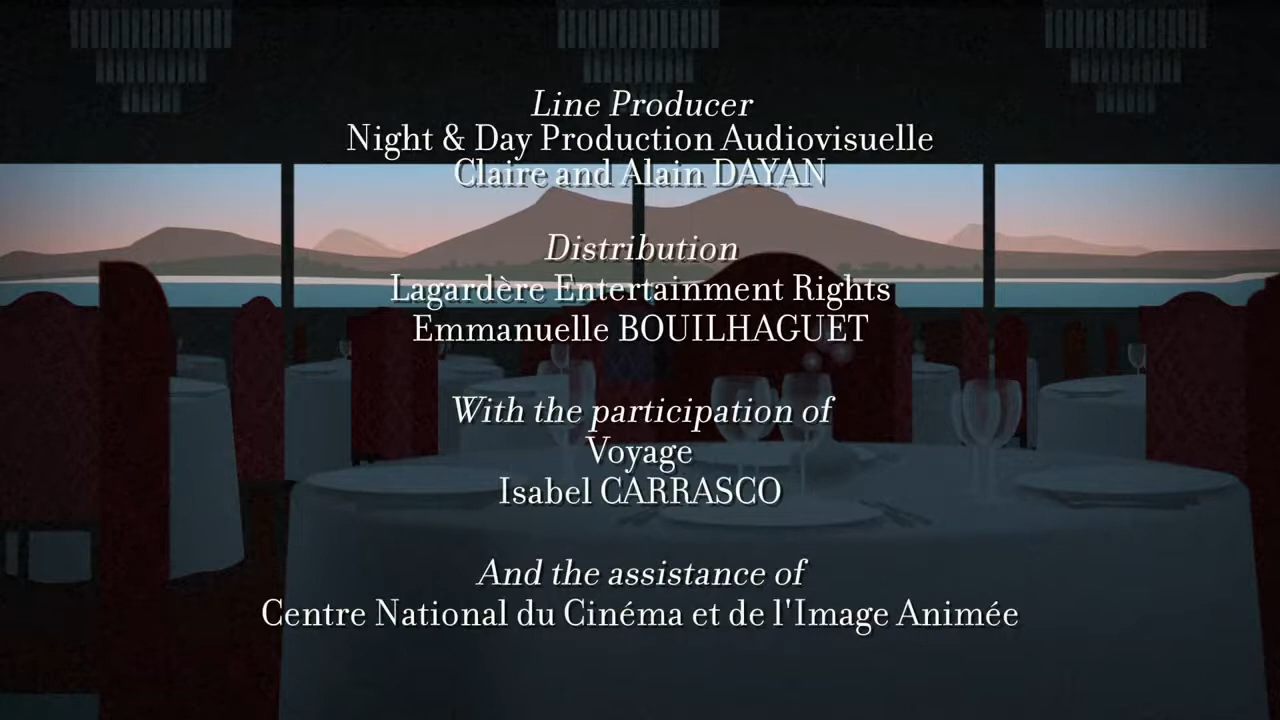 Line Producer
Night & Day Production Audiovisuelle
Claire and Alain DAYAN
Distribution
Lagardère Entertainment Rights
Emmanuelle BOUILHAGUET
With the participation of
Voyage
Isabel CARRASCO
And the assistance of
Centre National du Cinéma et de l'Image Animée